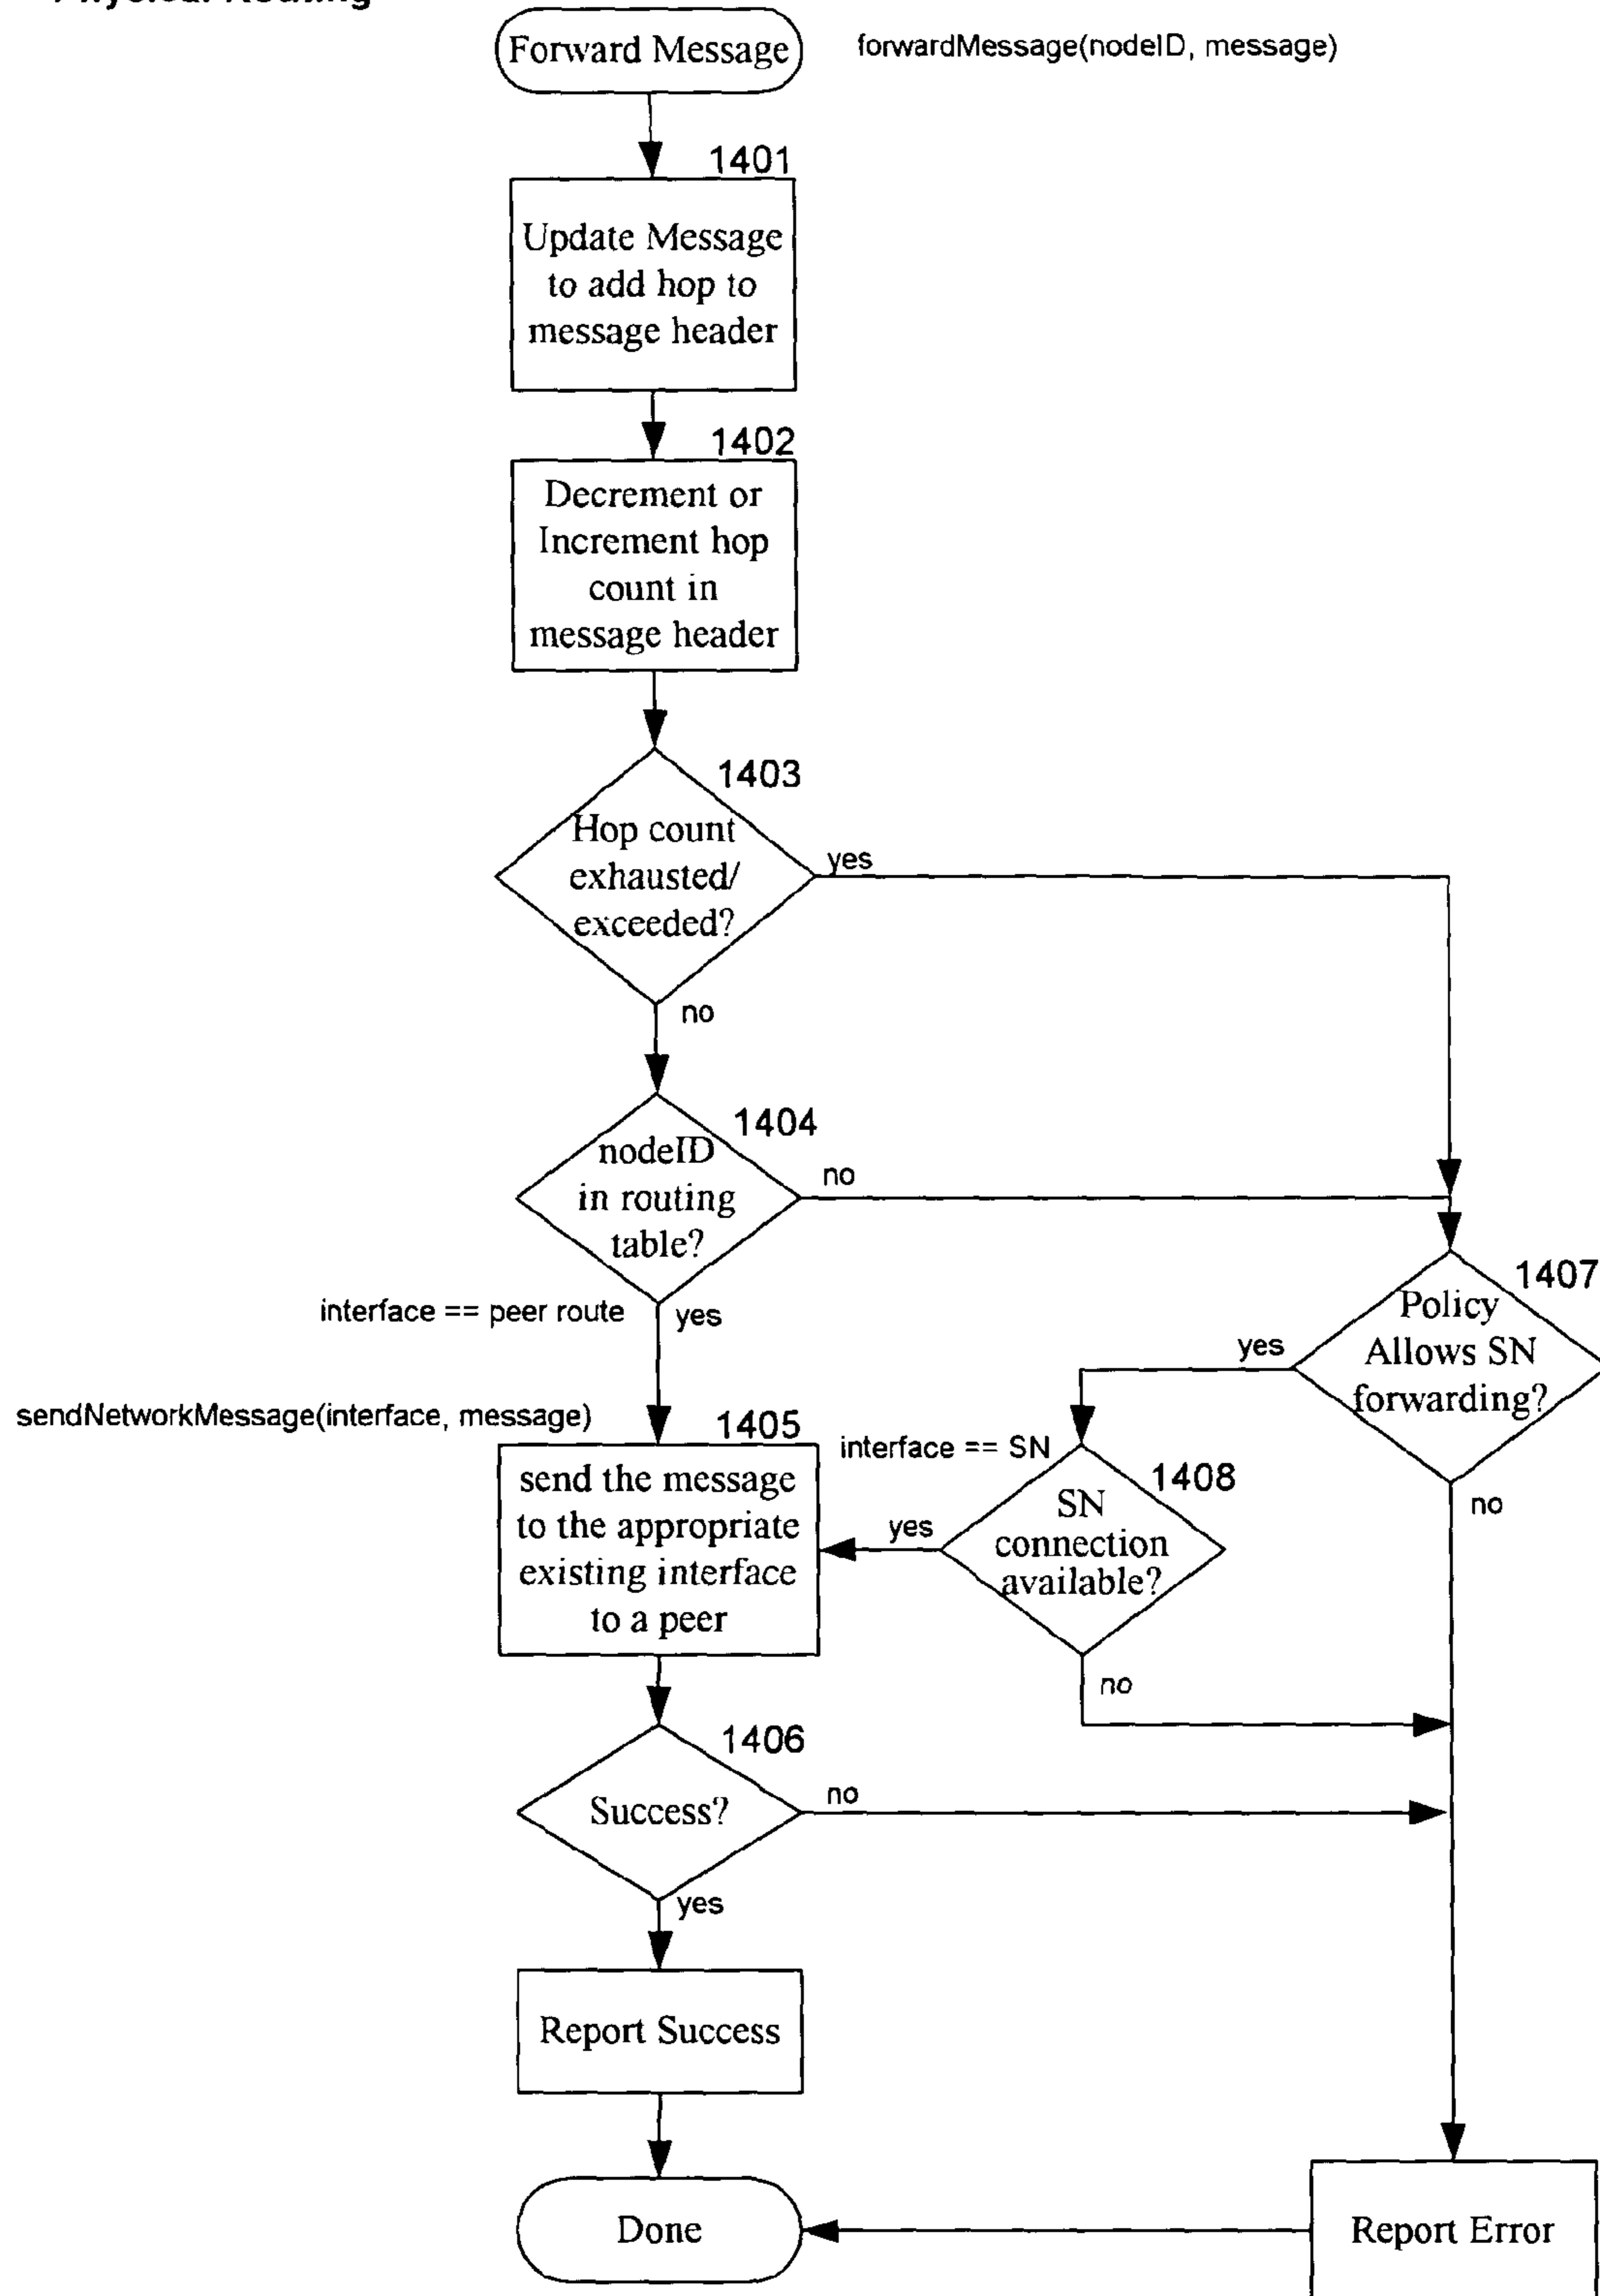 Physical Routing
Forward Message
forwardMessage(nodeID, message)
1401
Update Message
to add hop to
message header
1402
Decrement or
Increment hop
count in
message header
1403
Hop count
exhausted/
exceeded?
yes
no
1404
nodeID
in routing
table?
no
interface == peer route
yes
1407
Policy
Allows SN
forwarding?
yes
no
sendNetworkMessage(interface, message)
1405
send the message
to the appropriate
existing interface
to a peer
interface == SN
1408
SN
connection
available?
yes
no
1406
Success?
no
yes
Report Success
Done
Report Error